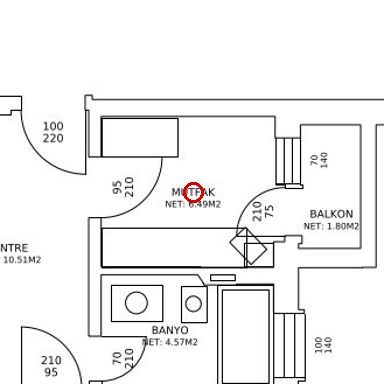 100
220
95
210
MUTFAK
NET: 6.49M2
70
140
210
75
BALKON
NET: 1.80M2
NTRE
10.51M2
BANYO
NET: 4.57M2
210
95
70
210
100
140